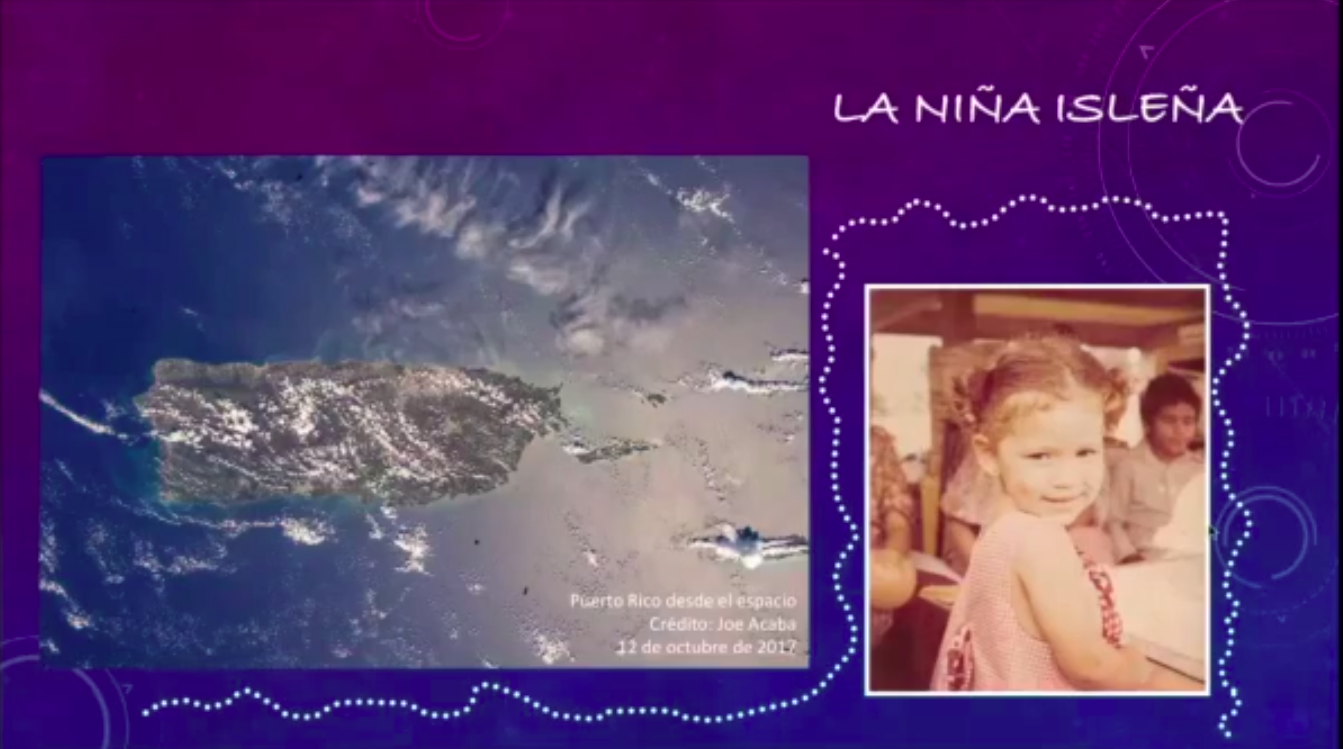 LA NIÑA ISLEÑA
Puerto Rico desde el espacio
Crédito: Joe Acaba
12 de octubre de 2017